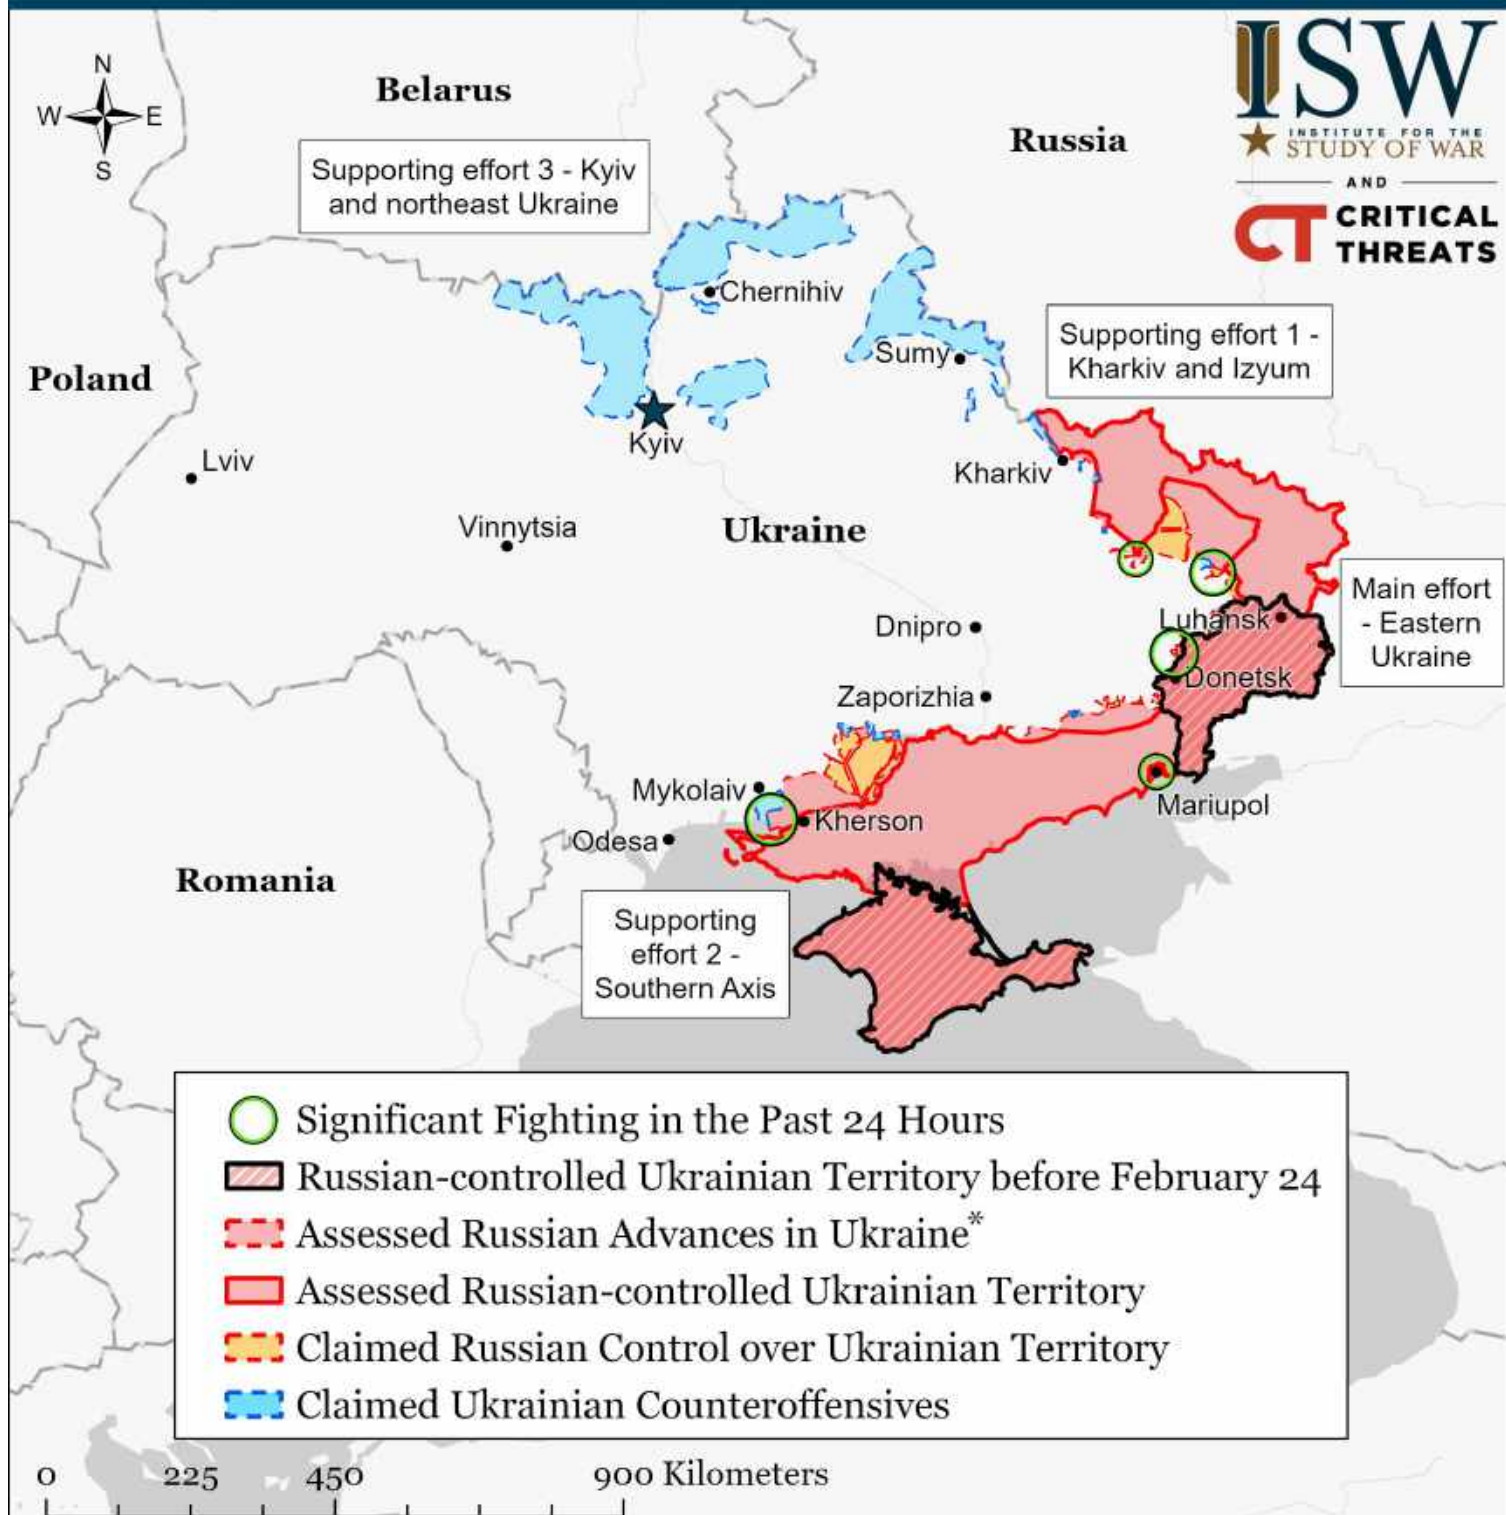 N
W E
S
Belarus
Russia
ISW
INSTITUTE FOR THE
STUDY OF WAR
AND
CT CRITICAL
THREATS
Supporting effort 3 - Kyiv
and northeast Ukraine
Chernihiv
Supporting effort 1 -
Kharkiv and Izyum
Sumy
Poland
Kyiv
Lviv
Kharkiv
Vinnytsia
Ukraine
Main effort
- Eastern
Ukraine
Dnipro
Luhansk
Donetsk
Zaporizhia
Mykolaiv
Mariupol
Kherson
Odesa
Romania
Supporting
effort 2 -
Southern Axis
Significant Fighting in the Past 24 Hours
Russian-controlled Ukrainian Territory before February 24
Assessed Russian Advances in Ukraine*
Assessed Russian-controlled Ukrainian Territory
Claimed Russian Control over Ukrainian Territory
Claimed Ukrainian Counteroffensives
0 225 450 900 Kilometers